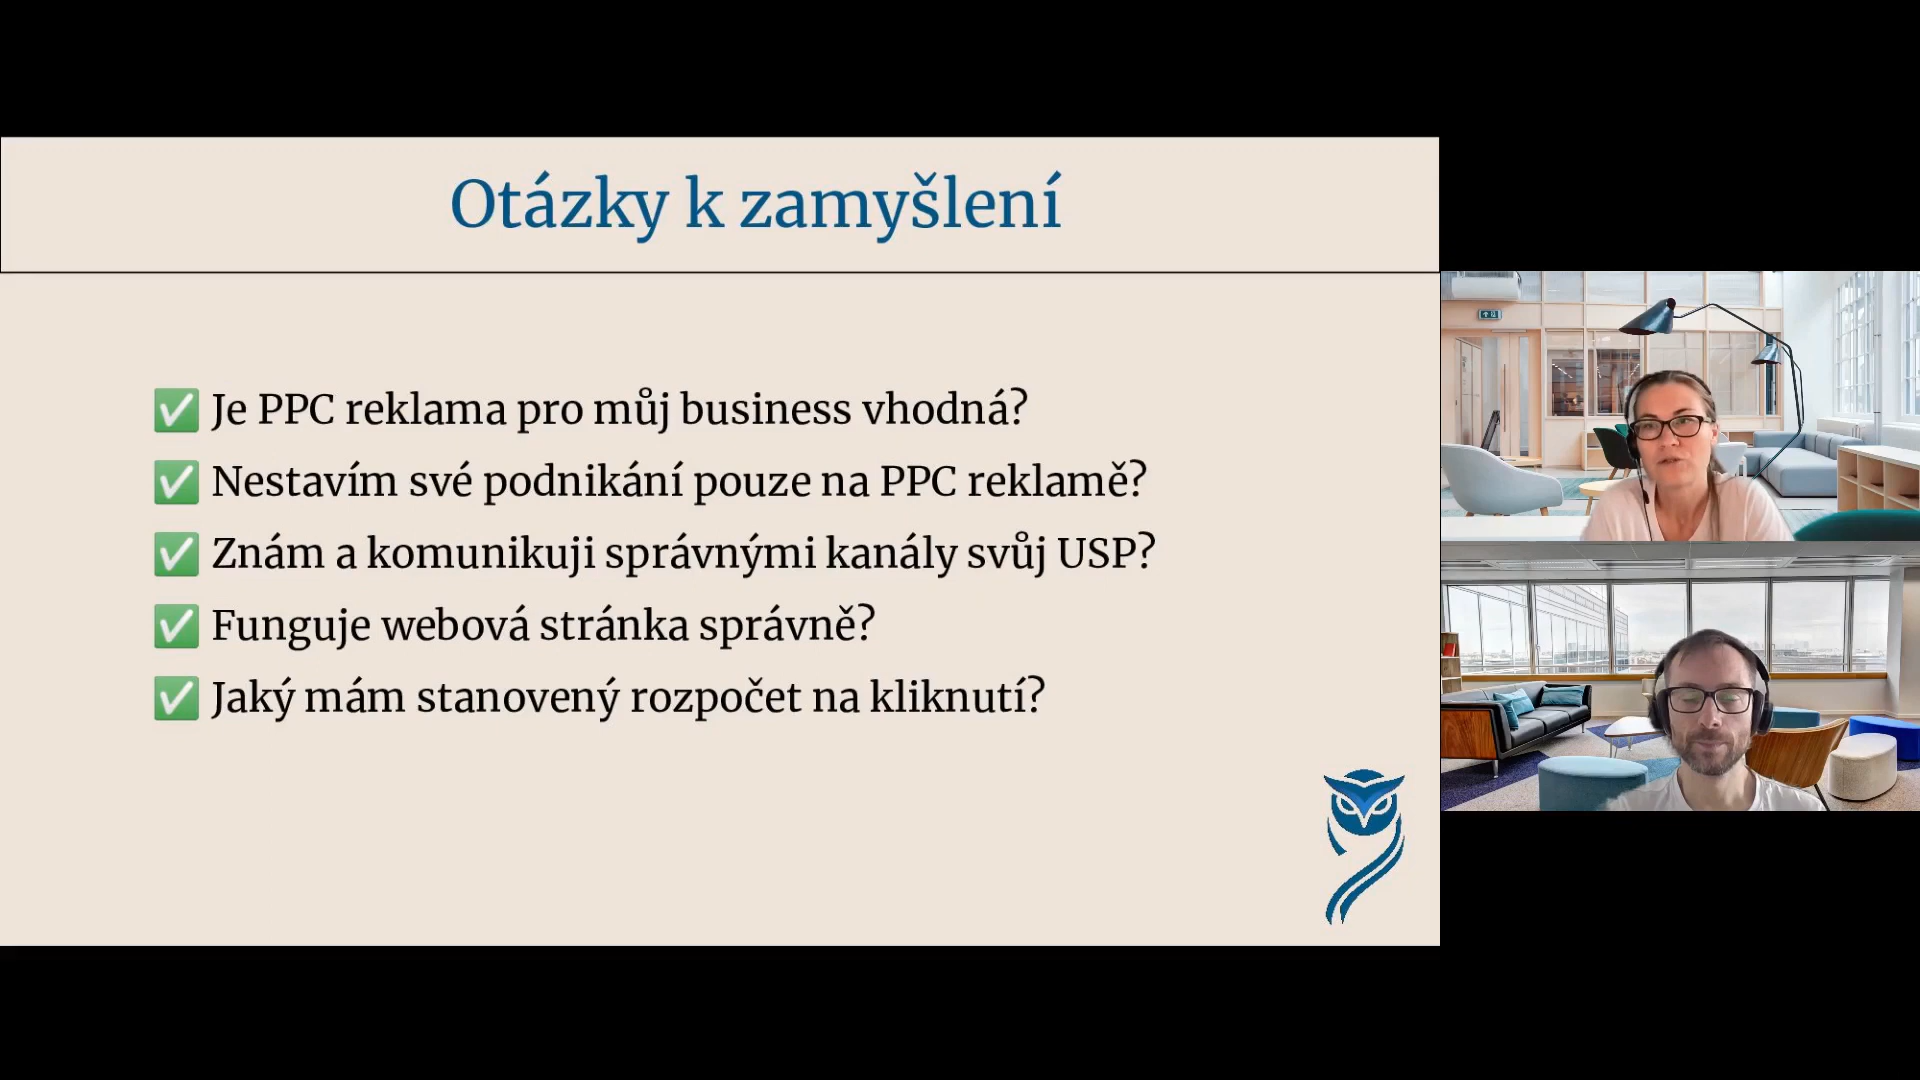 Otázky k zamyšlení
✅ Je PPC reklama pro můj business vhodná?
✅ Nestavím své podnikání pouze na PPC reklamě?
✅ Znám a komunikuji správnými kanály svůj USP?
✅ Funguje webová stránka správně?
✅ Jaký mám stanovený rozpočet na kliknutí?